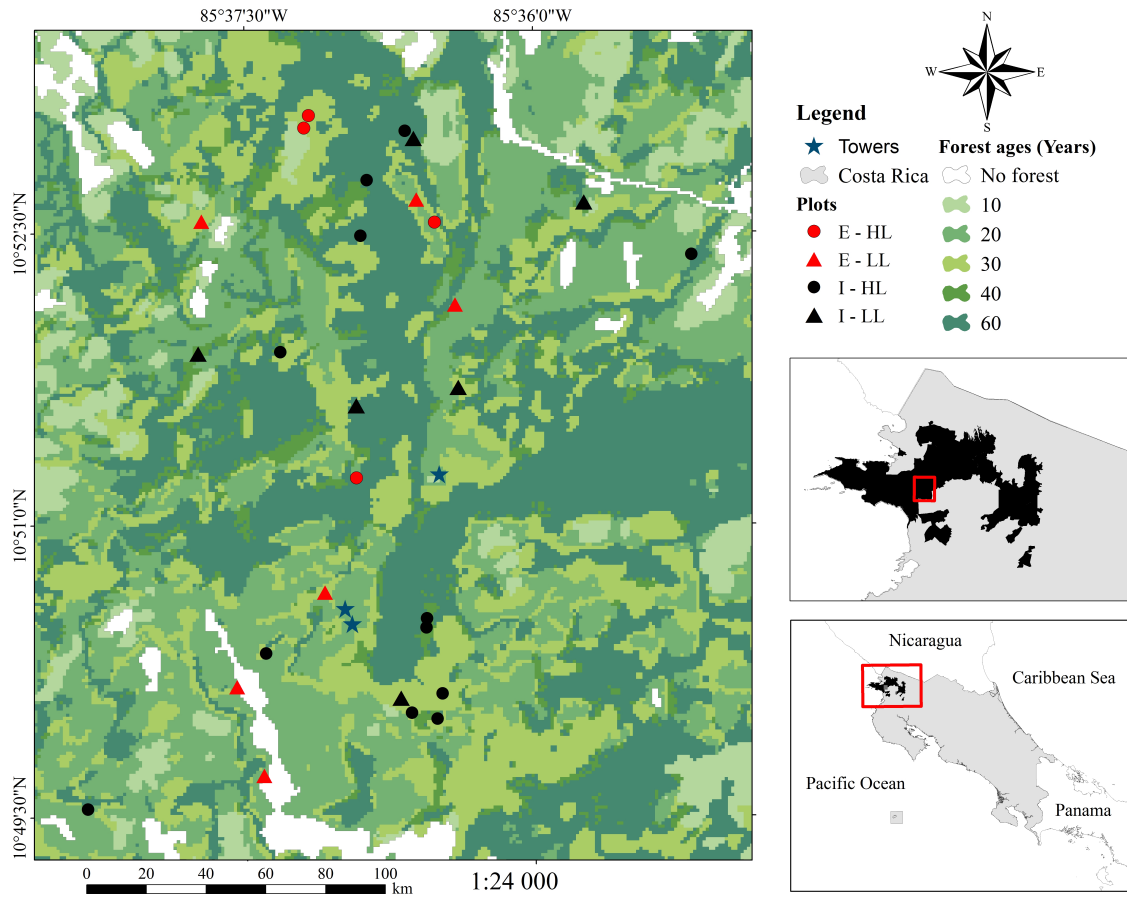 85°37'30"W
85°36'0"W
10°52'30"N
10°51'0"N
10°49'30"N
0
20
40
60
80
100
km
1:24 000
N
W
E
S
Legend
Towers
Costa Rica
Plots
E - HL
E - LL
I - HL
I - LL
Forest ages (Years)
No forest
10
20
30
40
60
Nicaragua
Caribbean Sea
Pacific Ocean
Panama